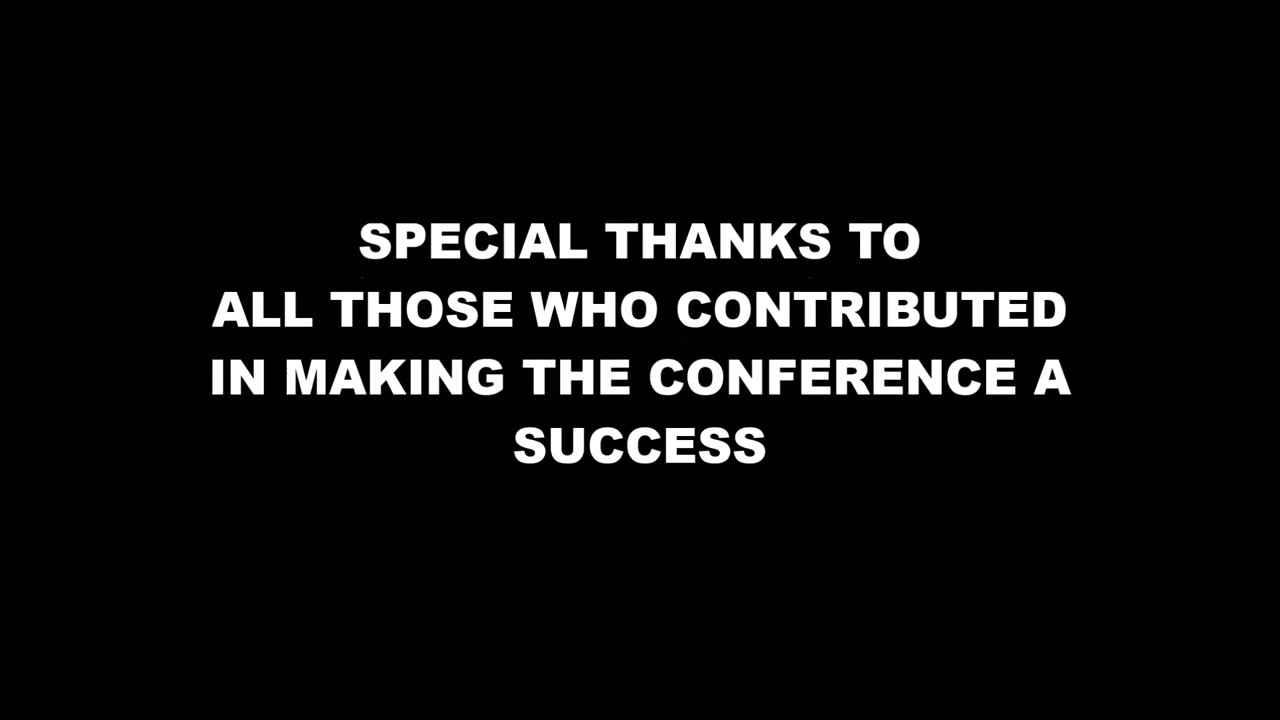 SPECIAL THANKS TO
ALL THOSE WHO CONTRIBUTED
IN MAKING THE CONFERENCE A
SUCCESS